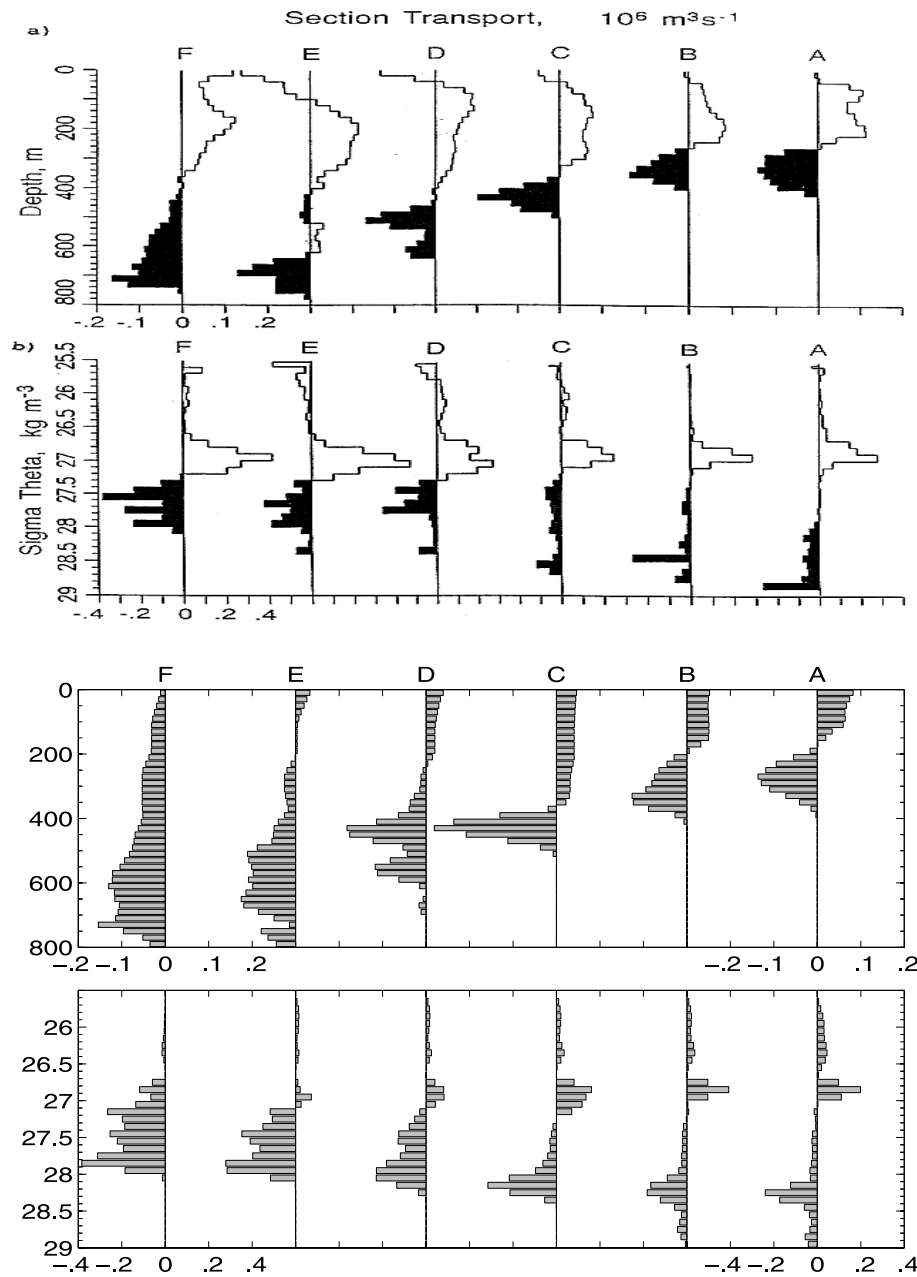 Section Transport, 10⁶ m³s⁻¹
a)
F E D C B A
Depth, m
0
200
400
600
800
-.2 -.1 0 .1 .2
b)
F E D C B A
Sigma Theta, kg m⁻³
25.5
26
26.5
27
27.5
28
28.5
29
-.4 -.2 0 .2 .4
F E D C B A
0
200
400
600
800
-.2 -.1 0 .1 .2 -.2 -.1 0 .1 .2
26
26.5
27
27.5
28
28.5
29
-.4 -.2 0 .2 .4 -.4 -.2 0 .2 .4